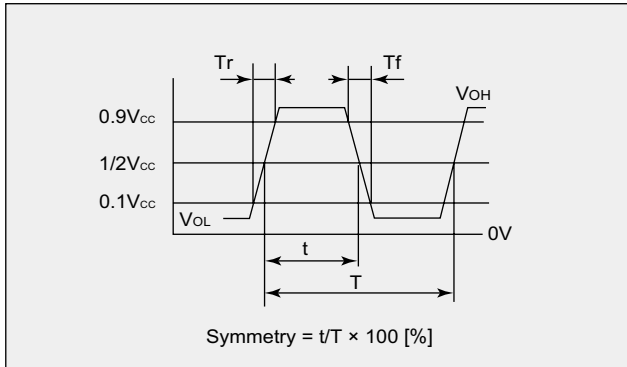 Tr Tf
VOH
0.9Vcc
1/2Vcc
0.1Vcc
VOL
0V
t
T
Symmetry = t/T × 100 [%]